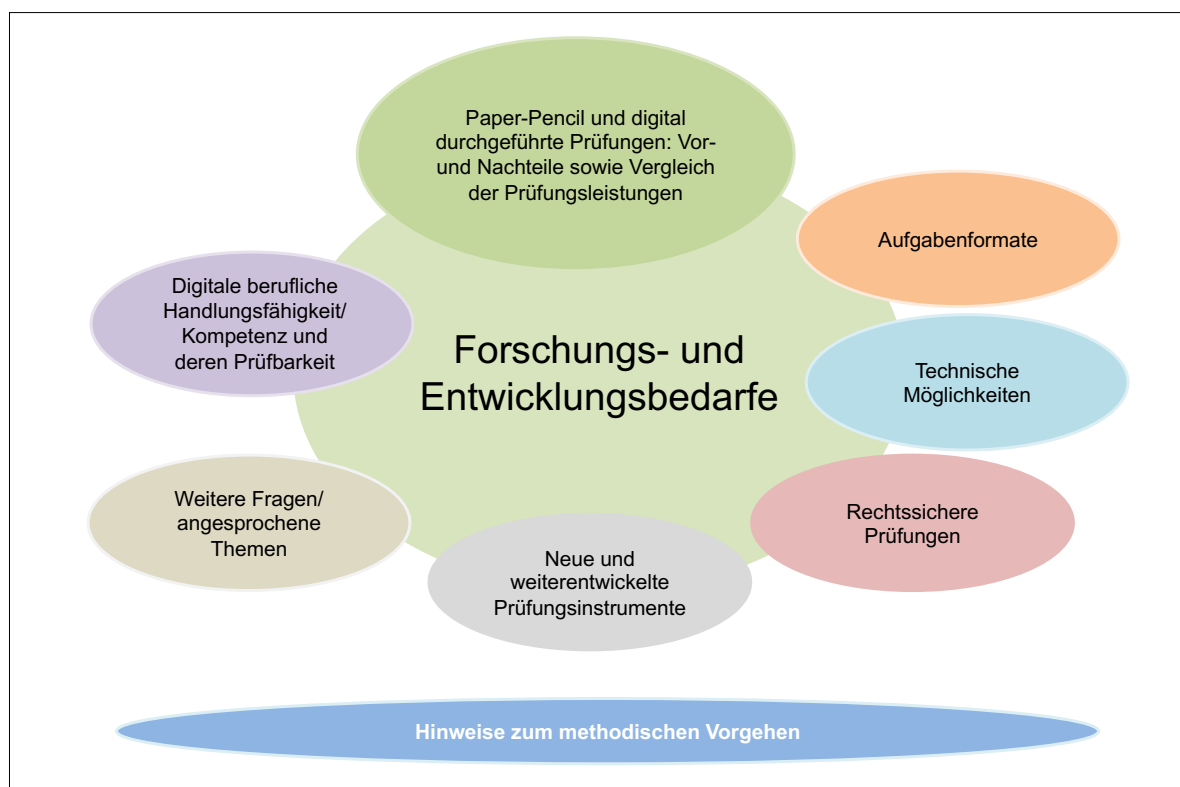 Paper-Pencil und digital
durchgeführte Prüfungen: Vor-
und Nachteile sowie Vergleich
der Prüfungsleistungen
Aufgabenformate
Digitale berufliche
Handlungsfähigkeit/
Kompetenz und
deren Prüfbarkeit
Forschungs- und
Entwicklungsbedarfe
Technische
Möglichkeiten
Weitere Fragen/
angesprochene
Themen
Rechtssichere
Prüfungen
Neue und
weiterentwickelte
Prüfungsinstrumente
Hinweise zum methodischen Vorgehen